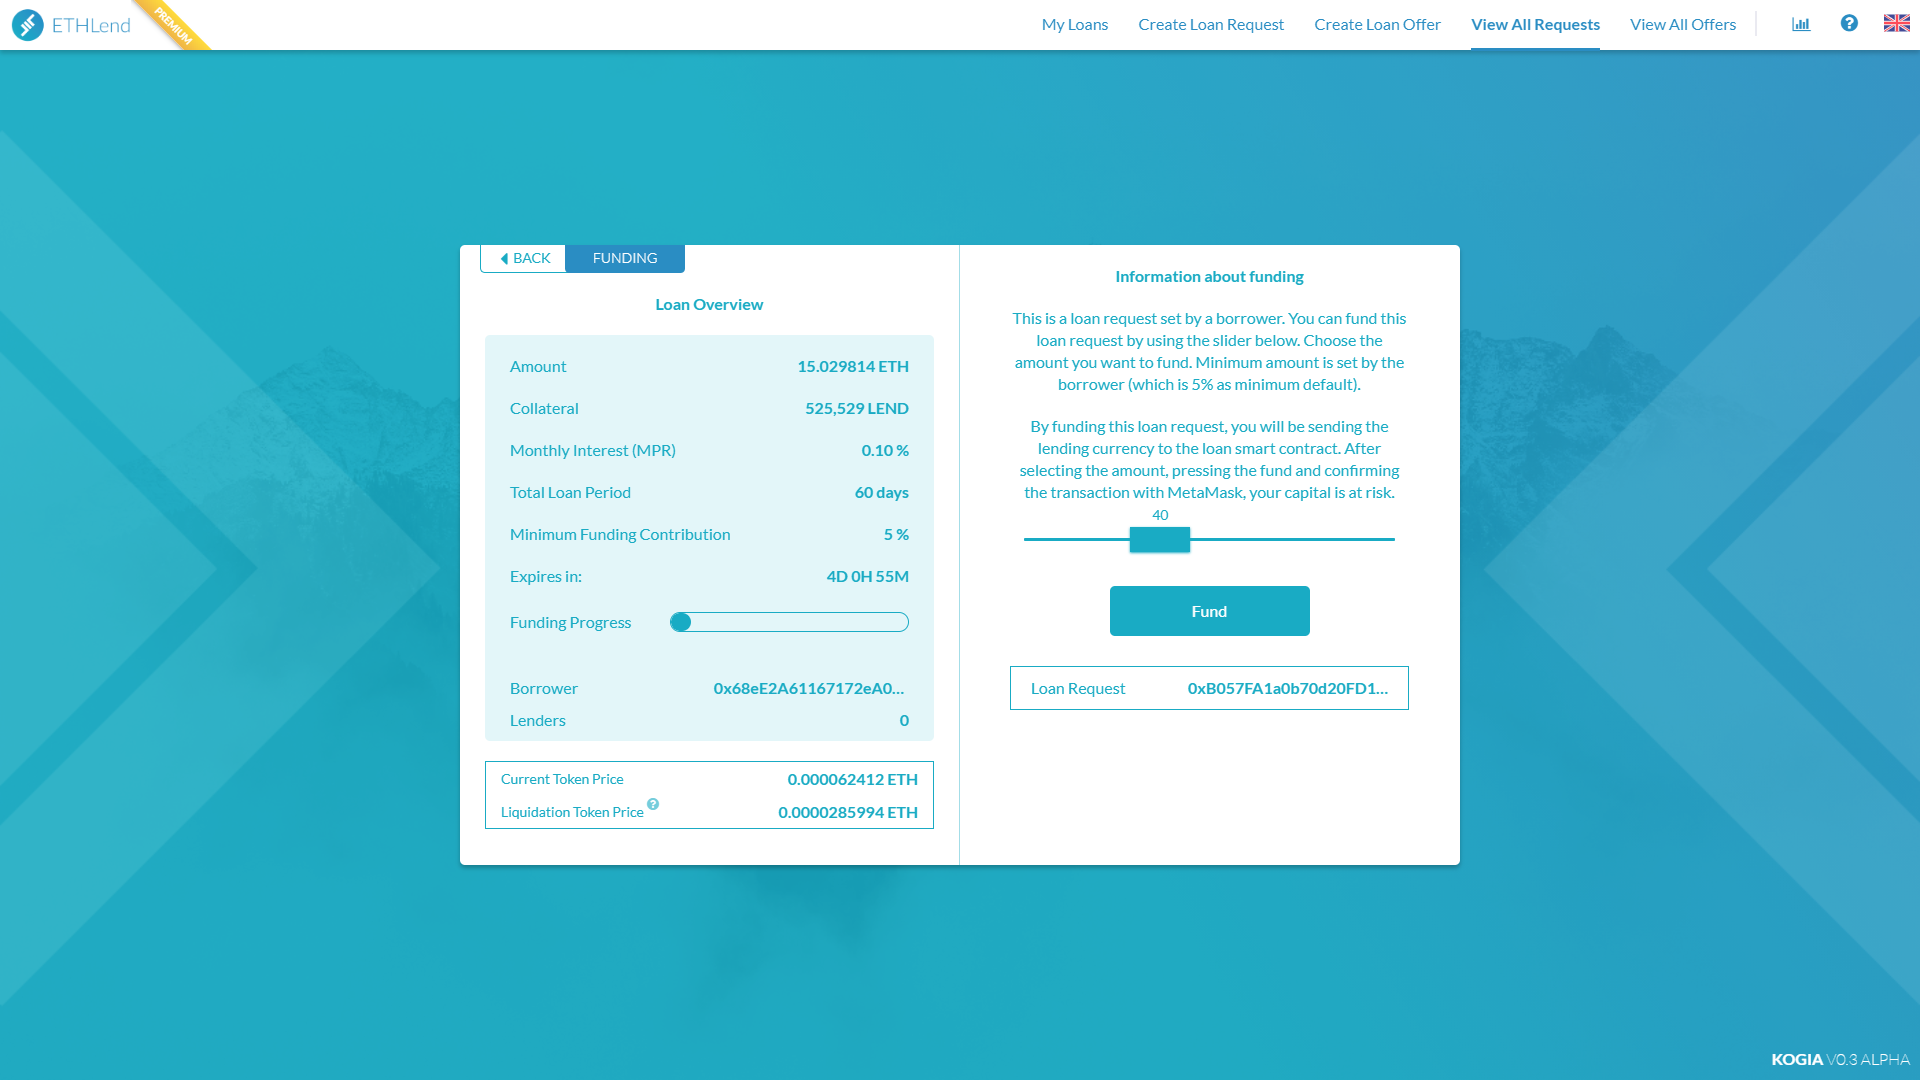 ETHLend
PREMIUM
My Loans
Create Loan Request
Create Loan Offer
View All Requests
View All Offers
BACK
FUNDING
Loan Overview
Amount 15.029814 ETH
Collateral 525,529 LEND
Monthly Interest (MPR) 0.10 %
Total Loan Period 60 days
Minimum Funding Contribution 5 %
Expires in: 4D 0H 55M
Funding Progress
Borrower 0x68eE2A61167172eA0...
Lenders 0
Current Token Price 0.000062412 ETH
Liquidation Token Price ? 0.0000285994 ETH
Information about funding
This is a loan request set by a borrower. You can fund this
loan request by using the slider below. Choose the
amount you want to fund. Minimum amount is set by the
borrower (which is 5% as minimum default).
By funding this loan request, you will be sending the
lending currency to the loan smart contract. After
selecting the amount, pressing the fund and confirming
the transaction with MetaMask, your capital is at risk.
40
Fund
Loan Request 0xB057FA1a0b70d20FD1...
KOGIA V0.3 ALPHA